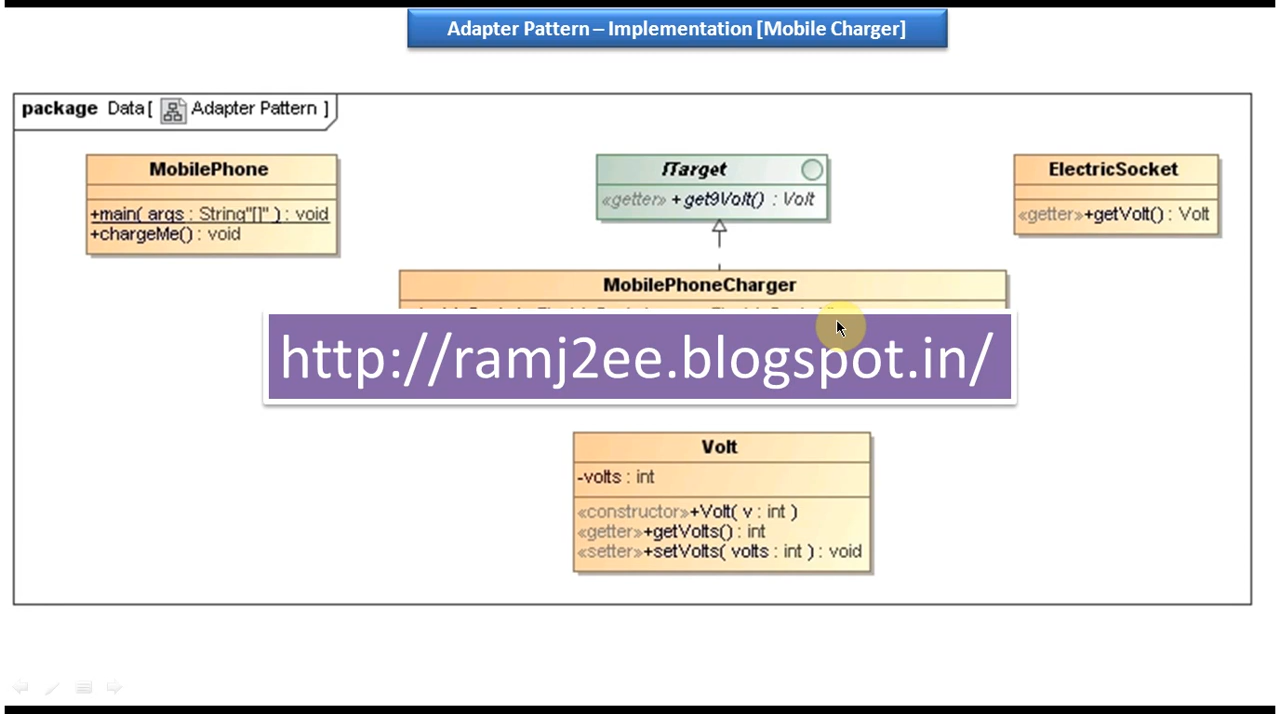 Adapter Pattern – Implementation [Mobile Charger]
package Data[ Adapter Pattern ]
MobilePhone
+main( args : String"[]" ) : void
+chargeMe() : void
ITarget
«getter» +get9Volt() : Volt
ElectricSocket
«getter»+getVolt() : Volt
MobilePhoneCharger
http://ramj2ee.blogspot.in/
Volt
-volts : int
«constructor»+Volt( v : int )
«getter»+getVolts() : int
«setter»+setVolts( volts : int ) : void